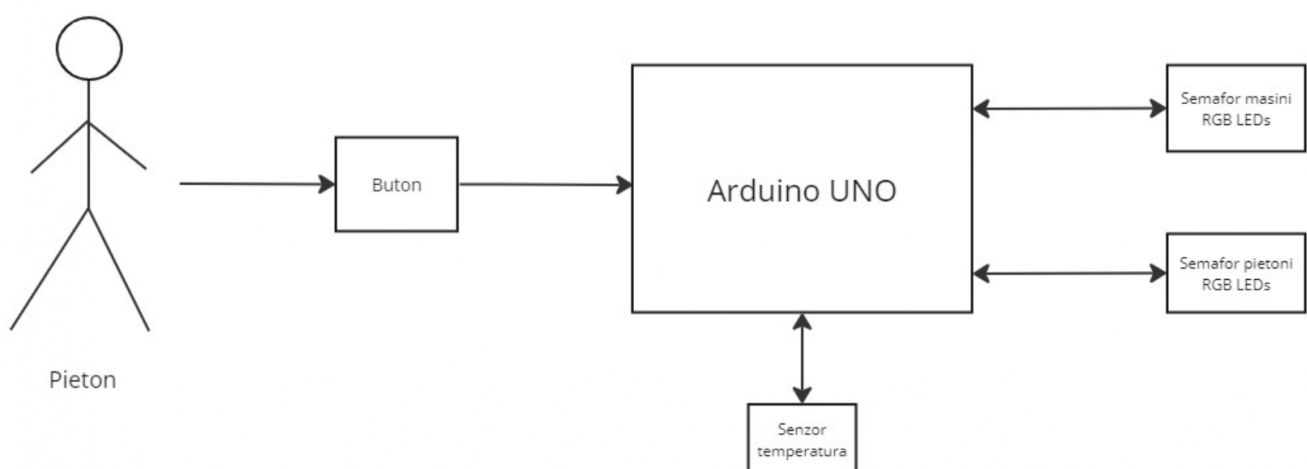 Pieton
Buton
Arduino UNO
Semafor masini
RGB LEDs
Semafor pietoni
RGB LEDs
Senzor
temperatura